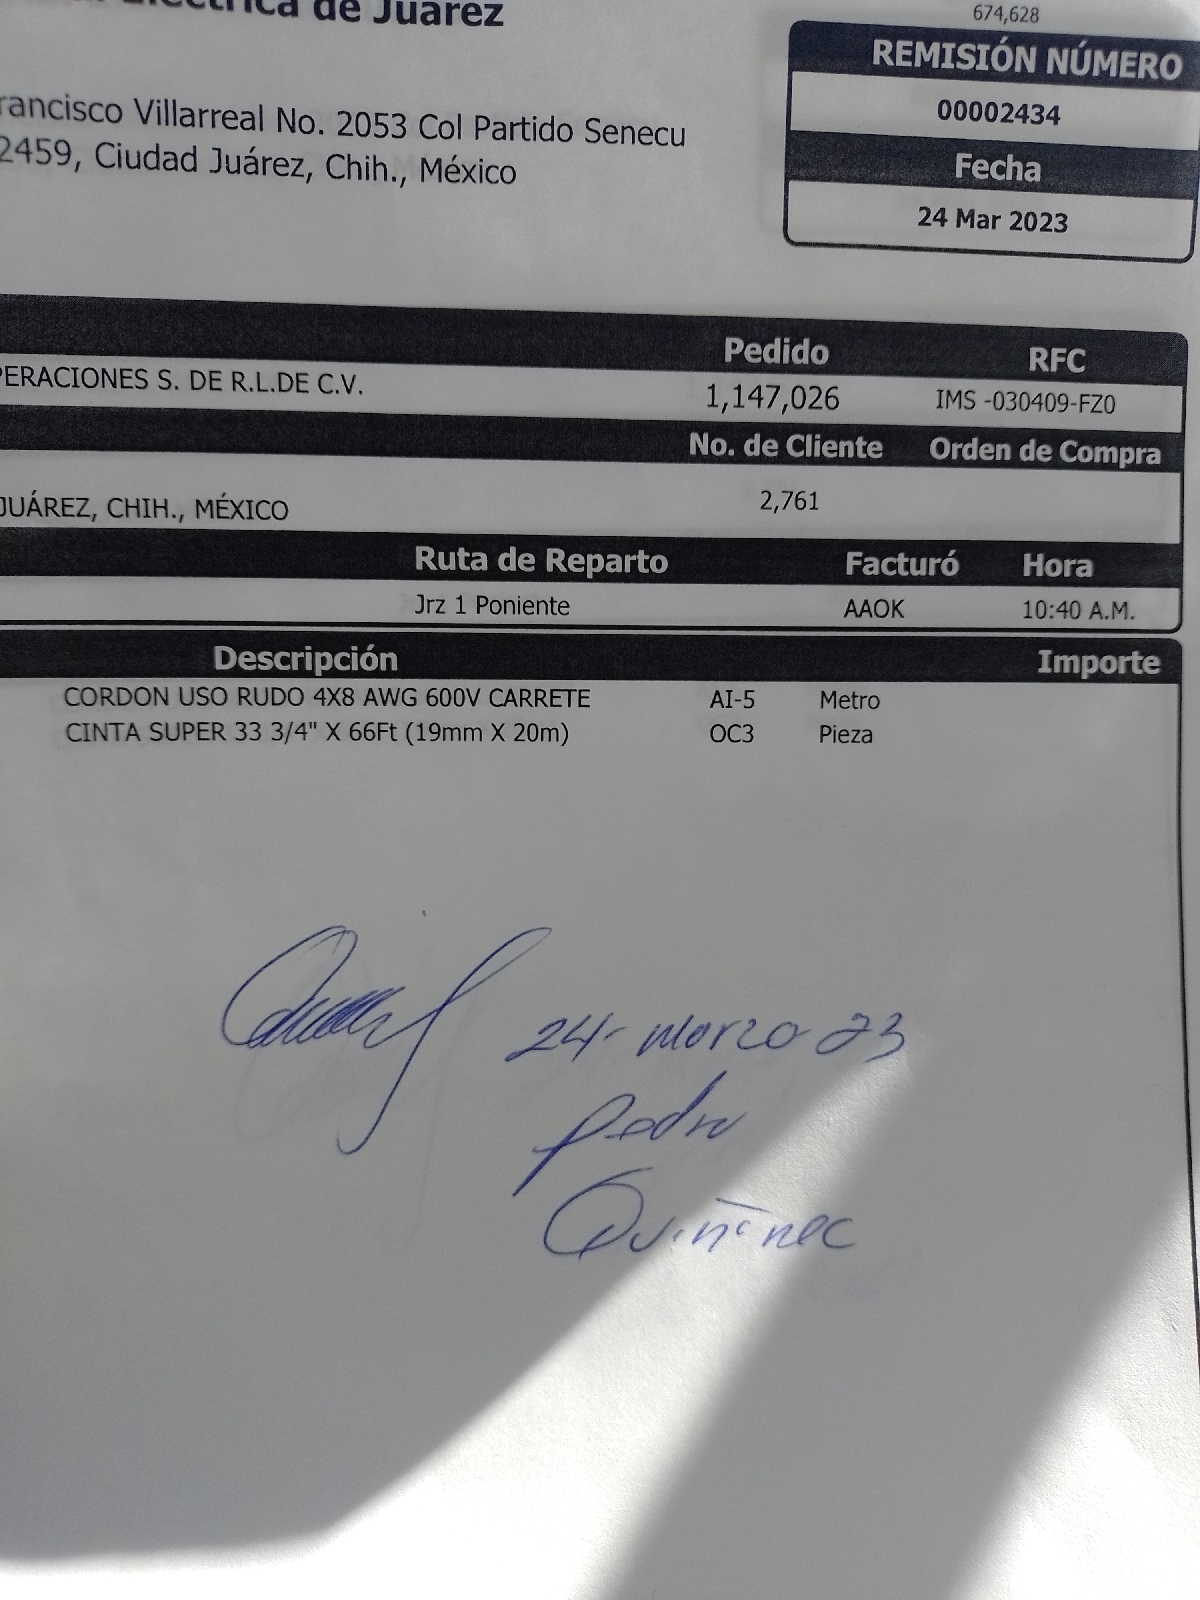 de Juárez
674,628
REMISIÓN NÚMERO
00002434
Fecha
24 Mar 2023
rancisco Villarreal No. 2053 Col Partido Senecu
2459, Ciudad Juárez, Chih., México
Pedido RFC
PERACIONES S. DE R.L.DE C.V. 1,147,026 IMS -030409-FZ0
No. de Cliente Orden de Compra
JUÁREZ, CHIH., MÉXICO 2,761
Ruta de Reparto Facturó Hora
Jrz 1 Poniente AAOK 10:40 A.M.
Descripción Importe
CORDON USO RUDO 4X8 AWG 600V CARRETE AI-5 Metro
CINTA SUPER 33 3/4" X 66Ft (19mm X 20m) OC3 Pieza
24- marzo 23
Pedro